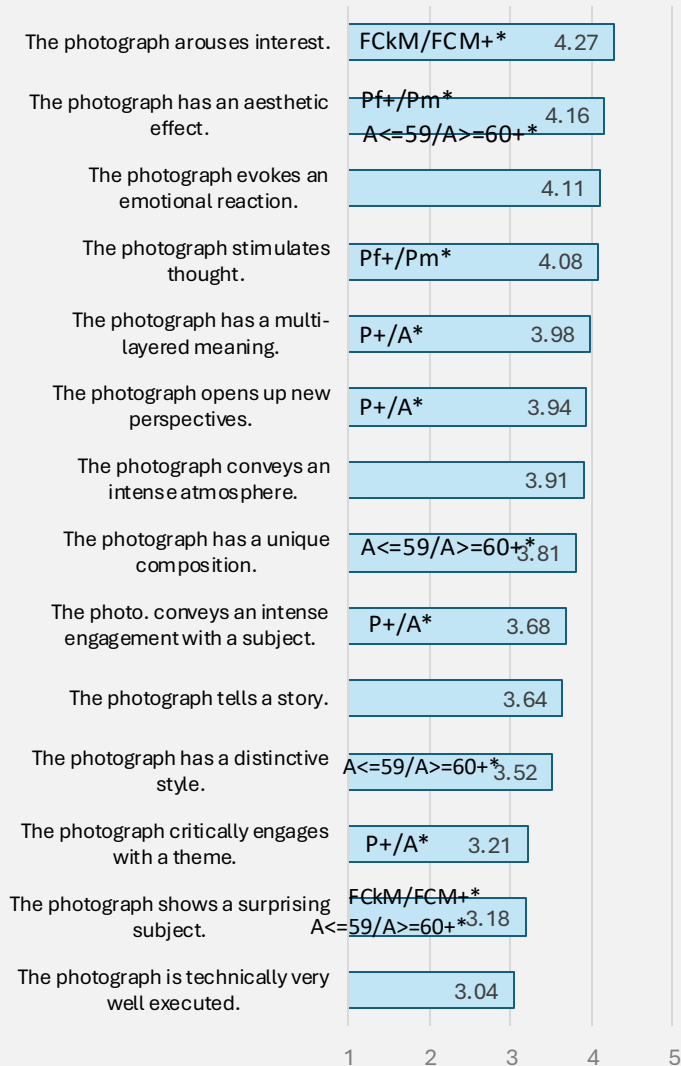 The photograph arouses interest.
FCkM/FCM+*
4.27
The photograph has an aesthetic
effect.
Pf+/Pm*
A<=59/A>=60+*
4.16
The photograph evokes an
emotional reaction.
4.11
The photograph stimulates
thought.
Pf+/Pm*
4.08
The photograph has a multi-
layered meaning.
P+/A*
3.98
The photograph opens up new
perspectives.
P+/A*
3.94
The photograph conveys an
intense atmosphere.
3.91
The photograph has a unique
composition.
A<=59/A>=60+*
3.81
The photo. conveys an intense
engagement with a subject.
P+/A*
3.68
The photograph tells a story.
3.64
The photograph has a distinctive
style.
A<=59/A>=60+*
3.52
The photograph critically engages
with a theme.
P+/A*
3.21
The photograph shows a surprising
subject.
FCkM/FCM+*
A<=59/A>=60+*
3.18
The photograph is technically very
well executed.
3.04
1 2 3 4 5